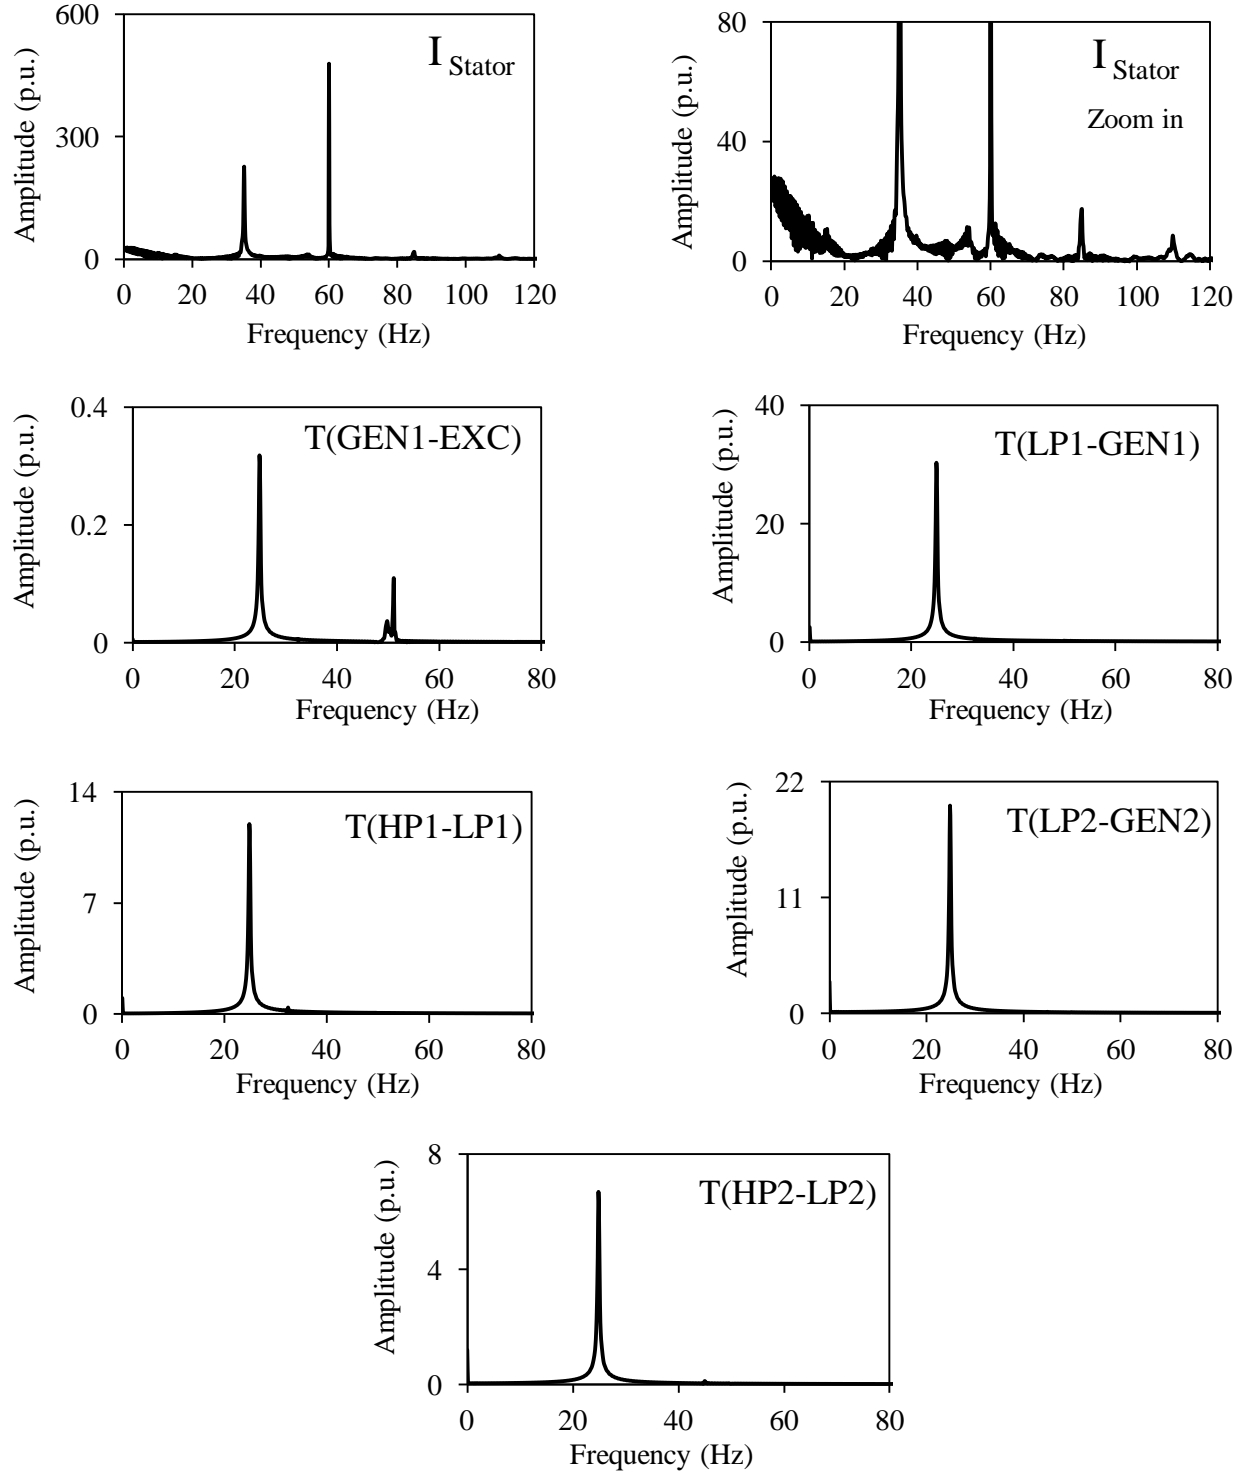 600
300
0
Amplitude (p.u.)
I Stator
0 20 40 60 80 100 120
Frequency (Hz)
80
40
0
Amplitude (p.u.)
I Stator
Zoom in
0 20 40 60 80 100 120
Frequency (Hz)
0.4
0.2
0
Amplitude (p.u.)
T(GEN1-EXC)
0 20 40 60 80
Frequency (Hz)
40
20
0
Amplitude (p.u.)
T(LP1-GEN1)
0 20 40 60 80
Frequency (Hz)
14
7
0
Amplitude (p.u.)
T(HP1-LP1)
0 20 40 60 80
Frequency (Hz)
22
11
0
Amplitude (p.u.)
T(LP2-GEN2)
0 20 40 60 80
Frequency (Hz)
8
4
0
Amplitude (p.u.)
T(HP2-LP2)
0 20 40 60 80
Frequency (Hz)